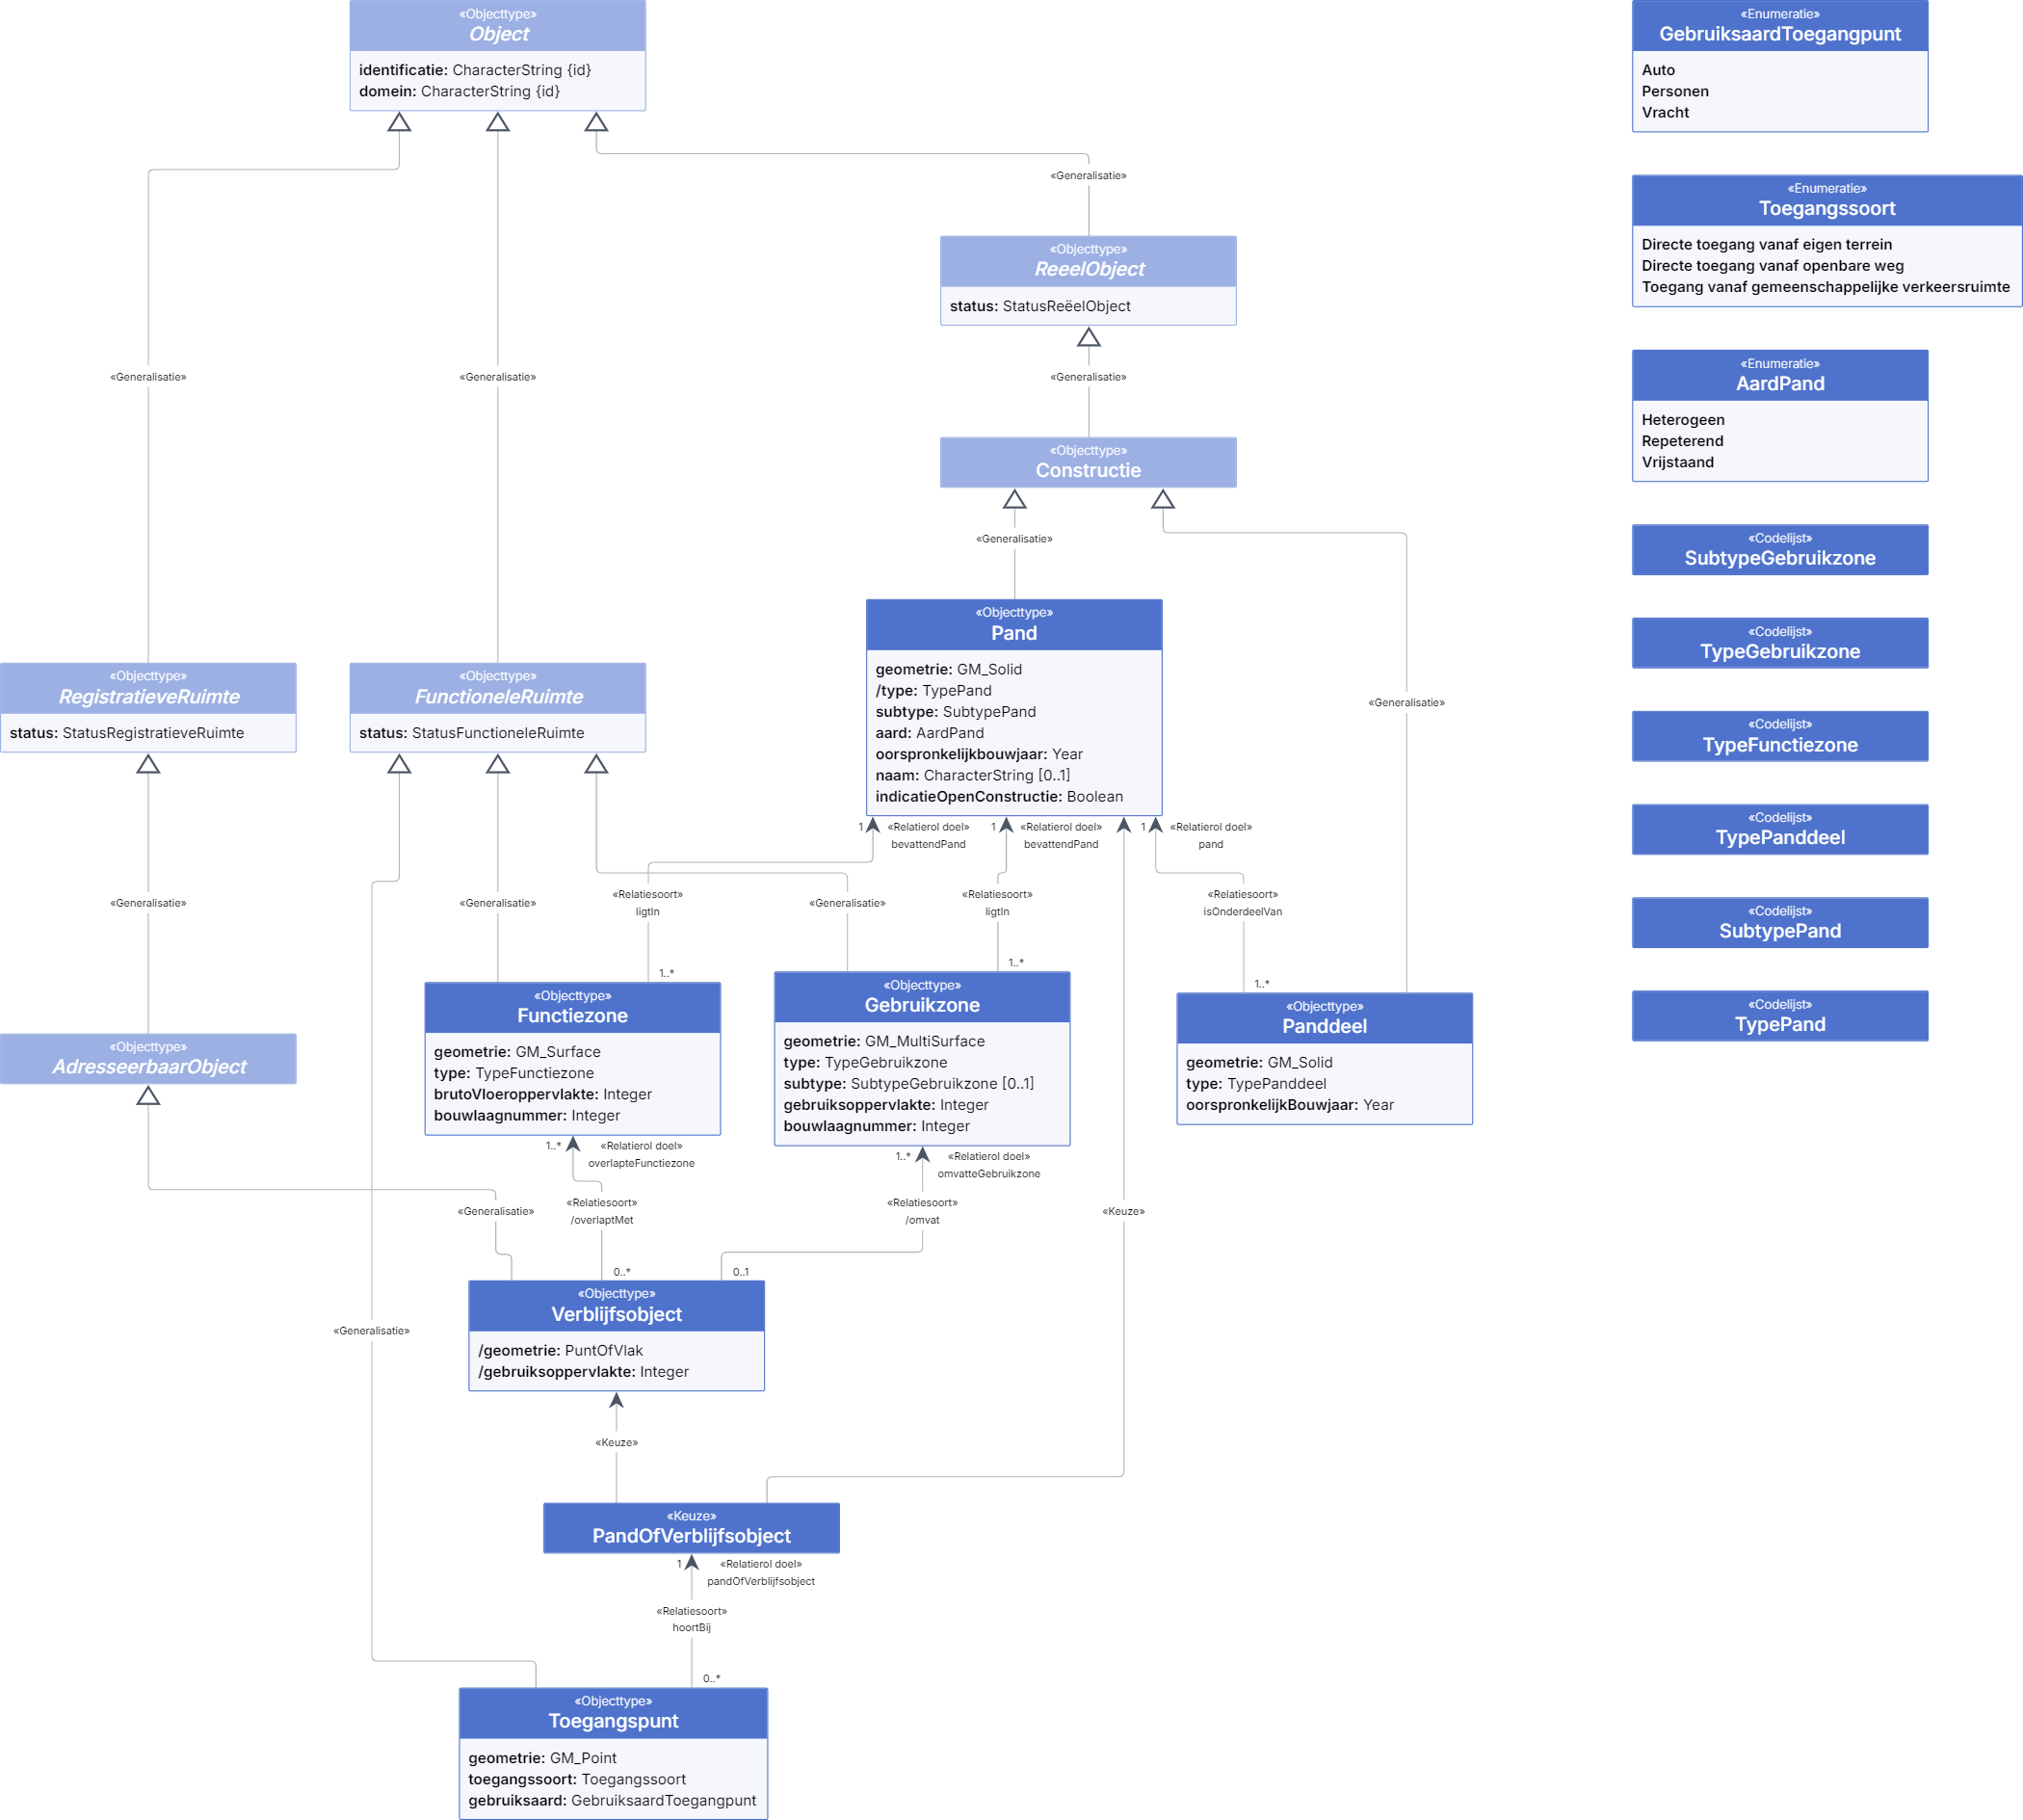 «Objecttype»
Object
identificatie: CharacterString {id}
domein: CharacterString {id}
«Enumeratie»
GebruiksaardToegangpunt
Auto
Personen
Vracht
«Generalisatie»
«Enumeratie»
Toegangssoort
Directe toegang vanaf eigen terrein
Directe toegang vanaf openbare weg
Toegang vanaf gemeenschappelijke verkeersruimte
«Objecttype»
ReeelObject
status: StatusReëelObject
«Generalisatie»
«Generalisatie»
«Generalisatie»
«Enumeratie»
AardPand
Heterogeen
Repeterend
Vrijstaand
«Objecttype»
Constructie
«Generalisatie»
«Codelijst»
SubtypeGebruikzone
«Objecttype»
Pand
geometrie: GM_Solid
/type: TypePand
subtype: SubtypePand
aard: AardPand
oorspronkelijkbouwjaar: Year
naam: CharacterString [0..1]
indicatieOpenConstructie: Boolean
«Codelijst»
TypeGebruikzone
«Objecttype»
RegistratieveRuimte
status: StatusRegistratieveRuimte
«Objecttype»
FunctioneleRuimte
status: StatusFunctioneleRuimte
«Generalisatie»
«Codelijst»
TypeFunctiezone
«Codelijst»
TypePanddeel
1 «Relatierol doel»
bevattendPand
1 «Relatierol doel»
bevattendPand
1 «Relatierol doel»
pand
«Generalisatie»
«Generalisatie»
«Relatiesoort»
ligtIn
«Generalisatie»
«Relatiesoort»
ligtIn
«Relatiesoort»
isOnderdeelVan
«Codelijst»
SubtypePand
1..*
1..*
1..*
«Objecttype»
Functiezone
geometrie: GM_Surface
type: TypeFunctiezone
brutoVloeroppervlakte: Integer
bouwlaagnummer: Integer
«Objecttype»
Gebruikzone
geometrie: GM_MultiSurface
type: TypeGebruikzone
subtype: SubtypeGebruikzone [0..1]
gebruiksoppervlakte: Integer
bouwlaagnummer: Integer
«Objecttype»
Panddeel
geometrie: GM_Solid
type: TypePanddeel
oorspronkelijkBouwjaar: Year
«Codelijst»
TypePand
«Objecttype»
AdresseerbaarObject
1..* «Relatierol doel»
overlapteFunctiezone
1..* «Relatierol doel»
omvatteGebruikzone
«Generalisatie»
«Relatiesoort»
/overlaptMet
«Relatiesoort»
/omvat
«Keuze»
0..*
0..1
«Objecttype»
Verblijfsobject
/geometrie: PuntOfVlak
/gebruiksoppervlakte: Integer
«Generalisatie»
«Keuze»
«Keuze»
PandOfVerblijfsobject
1 «Relatierol doel»
pandOfVerblijfsobject
«Relatiesoort»
hoortBij
0..*
«Objecttype»
Toegangspunt
geometrie: GM_Point
toegangssoort: Toegangssoort
gebruiksaard: GebruiksaardToegangpunt